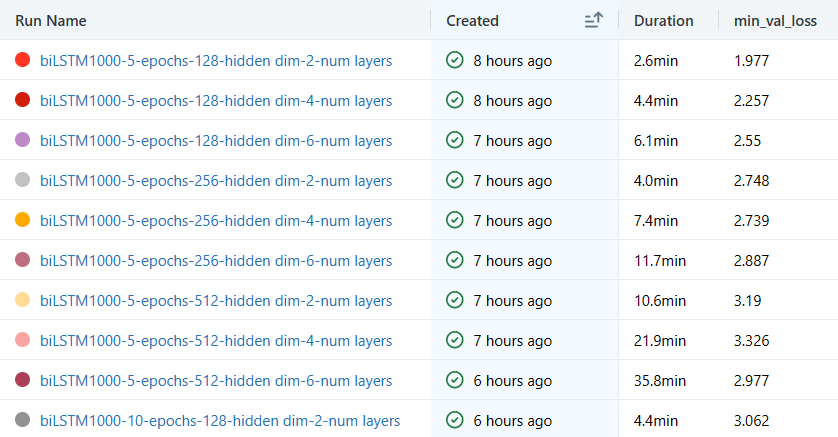 Run Name Created Duration min_val_loss
biLSTM1000-5-epochs-128-hidden dim-2-num layers 8 hours ago 2.6min 1.977
biLSTM1000-5-epochs-128-hidden dim-4-num layers 8 hours ago 4.4min 2.257
biLSTM1000-5-epochs-128-hidden dim-6-num layers 7 hours ago 6.1min 2.55
biLSTM1000-5-epochs-256-hidden dim-2-num layers 7 hours ago 4.0min 2.748
biLSTM1000-5-epochs-256-hidden dim-4-num layers 7 hours ago 7.4min 2.739
biLSTM1000-5-epochs-256-hidden dim-6-num layers 7 hours ago 11.7min 2.887
biLSTM1000-5-epochs-512-hidden dim-2-num layers 7 hours ago 10.6min 3.19
biLSTM1000-5-epochs-512-hidden dim-4-num layers 7 hours ago 21.9min 3.326
biLSTM1000-5-epochs-512-hidden dim-6-num layers 6 hours ago 35.8min 2.977
biLSTM1000-10-epochs-128-hidden dim-2-num layers 6 hours ago 4.4min 3.062